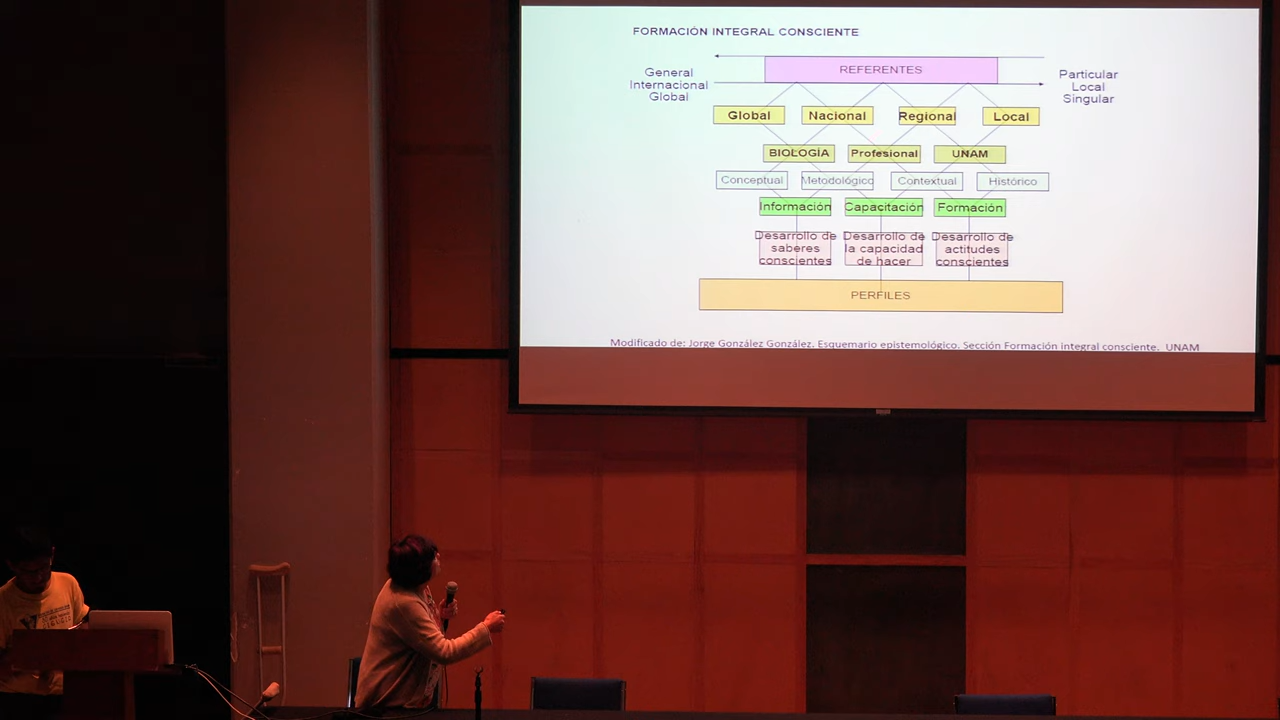 FORMACIÓN INTEGRAL CONSCIENTE
REFERENTES
General
Internacional
Global
Particular
Local
Singular
Global Nacional Regional Local
BIOLOGÍA Profesional UNAM
Conceptual Metodológico Contextual Histórico
Información Capacitación Formación
Desarrollo de
saberes
conscientes
Desarrollo de
la capacidad
de hacer
Desarrollo de
actitudes
conscientes
PERFILES
Modificado de: Jorge González González. Esquemario epistemológico. Sección Formación integral consciente. UNAM